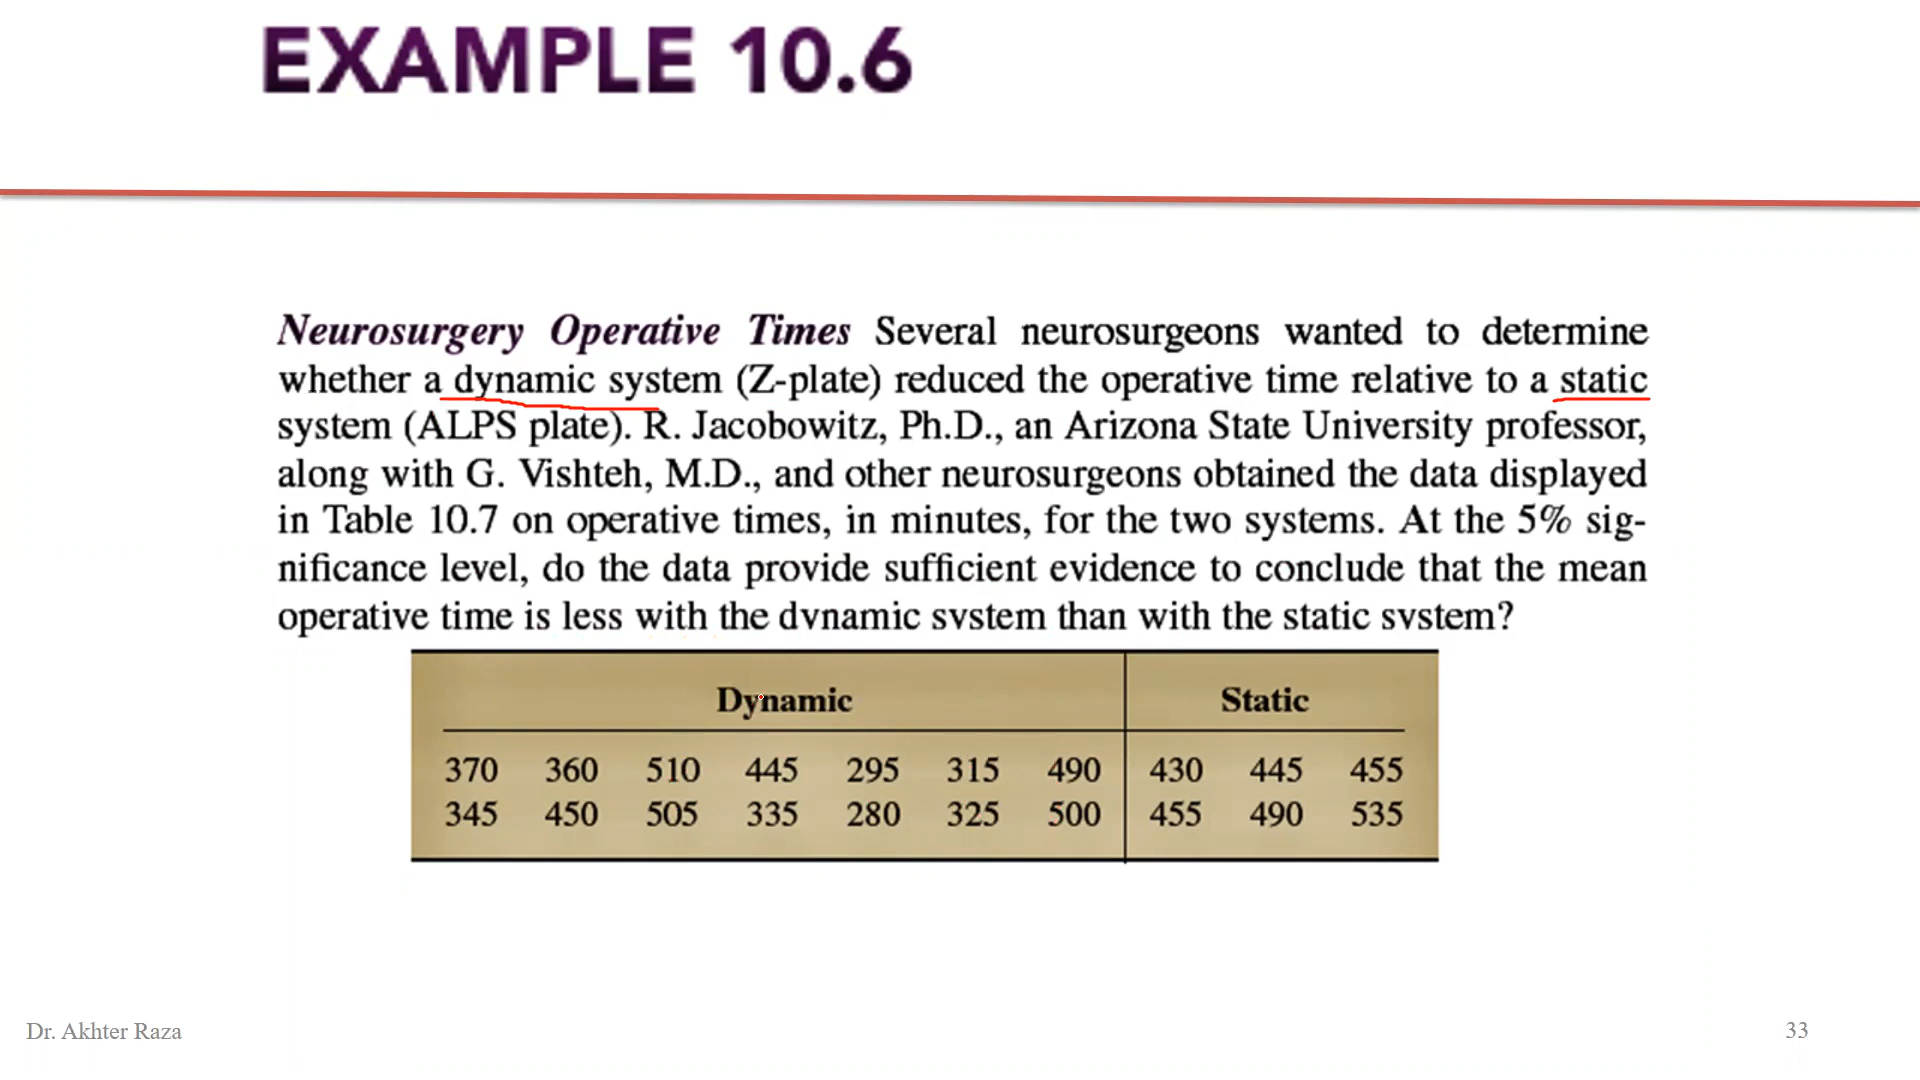 EXAMPLE 10.6
Neurosurgery Operative Times Several neurosurgeons wanted to determine
whether a dynamic system (Z-plate) reduced the operative time relative to a static
system (ALPS plate). R. Jacobowitz, Ph.D., an Arizona State University professor,
along with G. Vishteh, M.D., and other neurosurgeons obtained the data displayed
in Table 10.7 on operative times, in minutes, for the two systems. At the 5% sig-
nificance level, do the data provide sufficient evidence to conclude that the mean
operative time is less with the dynamic system than with the static system?
Dynamic Static
370 360 510 445 295 315 490 430 445 455
345 450 505 335 280 325 500 455 490 535
Dr. Akhter Raza 33